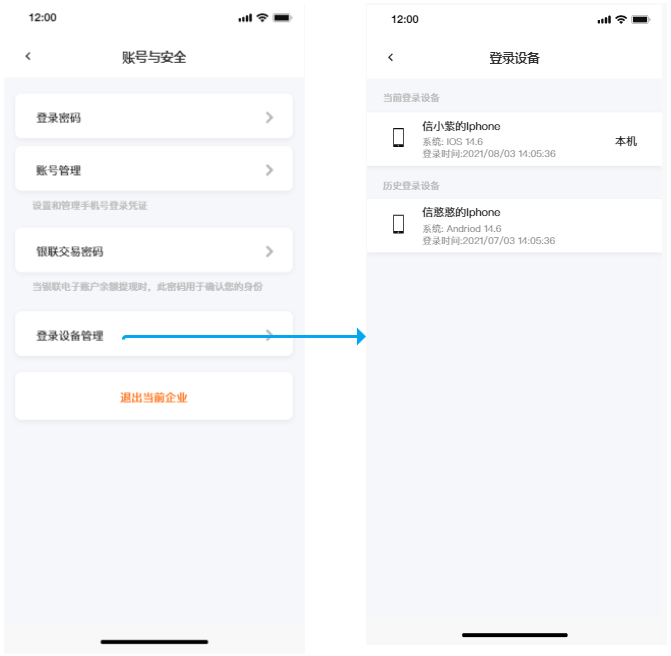 12:00
账号与安全
登录密码
账号管理
设置和管理手机号登录凭证
银联交易密码
当银联电子账户余额提现时，此密码用于确认您的身份
登录设备管理
退出当前企业
12:00
登录设备
当前登录设备
信小紫的Iphone
系统: IOS 14.6
登录时间:2021/08/03 14:05:36
本机
历史登录设备
信憨憨的Iphone
系统: Andriod 14.6
登录时间:2021/07/03 14:05:36